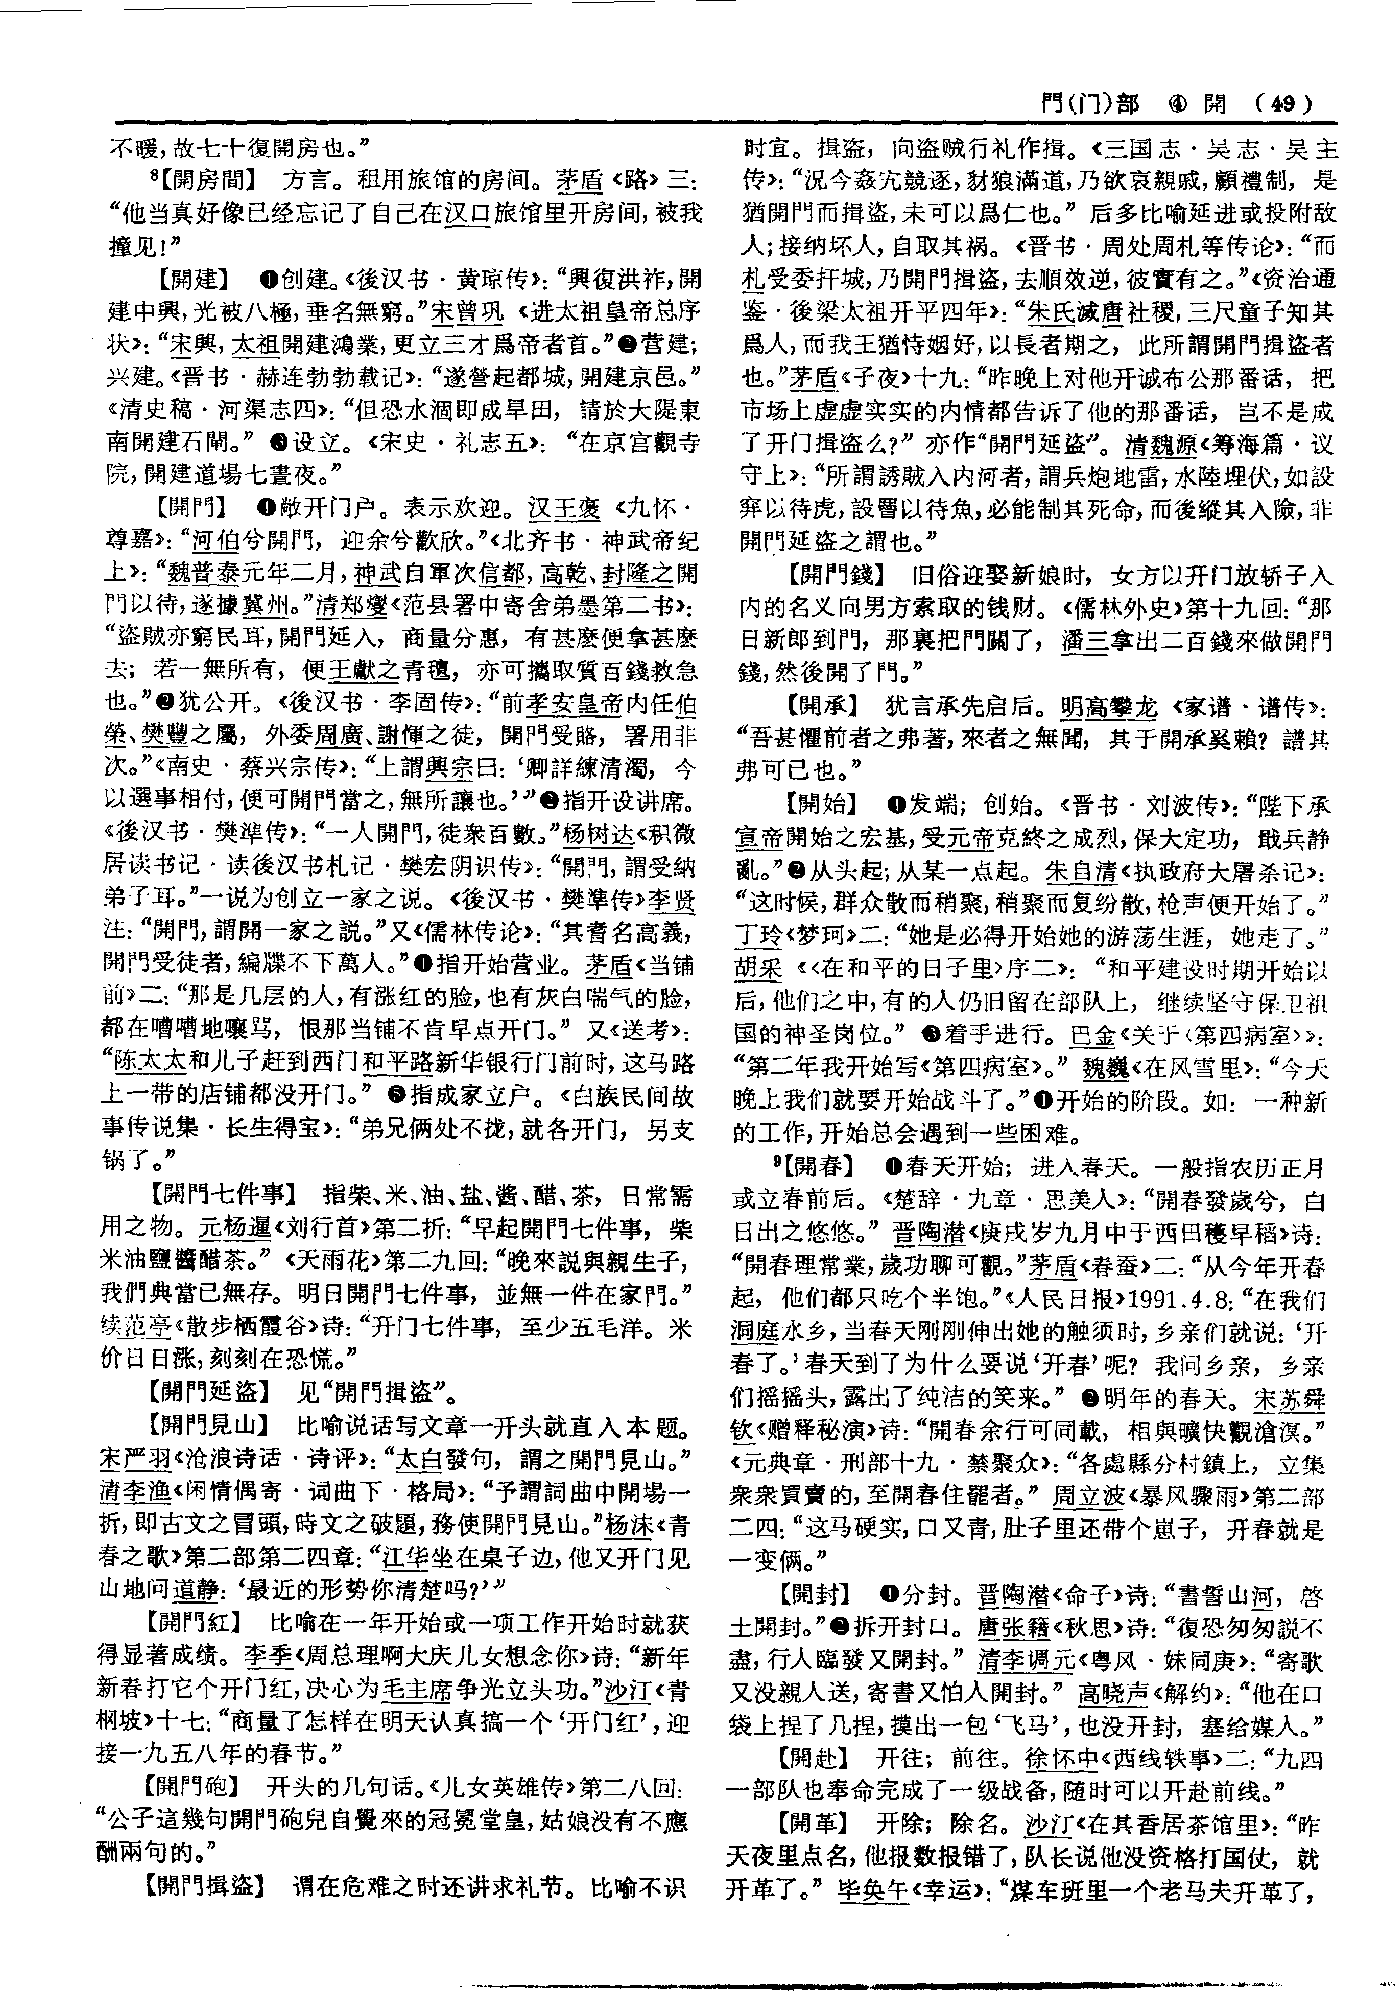 門(门)部 ④ 開 (49)
不暖，故七十復開房也。”
⁸【開房間】 方言。租用旅馆的房间。茅盾《路》三：
“他当真好像已经忘记了自己在汉口旅馆里开房间，被我
撞见！”
【開建】 ❶创建。《後汉书·黄琼传》：“興復洪祚，開
建中興，光被八極，垂名無窮。”宋曾巩《进太祖皇帝总序
状》：“宋興，太祖開建鴻業，更立三才爲帝者首。”❷营建；
兴建。《晋书·赫连勃勃载记》：“遂營起都城，開建京邑。”
《清史稿·河渠志四》：“但恐水涸即成旱田，請於大隄東
南開建石閘。” ❸设立。《宋史·礼志五》：“在京宫觀寺
院，開建道場七晝夜。”
【開門】 ❶敞开门户。表示欢迎。汉王褒《九怀·
尊嘉》：“河伯兮開門，迎余兮歡欣。”《北齐书·神武帝纪
上》：“魏普泰元年二月，神武自軍次信都，高乾、封隆之開
門以待，遂據冀州。”清郑燮《范县署中寄舍弟墨第二书》：
“盜賊亦窮民耳，開門延入，商量分惠，有甚麽便拿甚麽
去；若一無所有，便王獻之青氊，亦可攜取質百錢救急
也。”❷犹公开。《後汉书·李固传》：“前孝安皇帝内任伯
榮、樊豐之屬，外委周廣、謝惲之徒，開門受賂，署用非
次。”《南史·蔡兴宗传》：“上謂興宗曰：‘卿詳練清濁，今
以選事相付，便可開門當之，無所讓也。’”❸指开设讲席。
《後汉书·樊準传》：“一人開門，徒衆百數。”杨树达《积微
居读书记·读後汉书札记·樊宏阴识传》：“開門，謂受納
弟子耳。”一说为创立一家之说。《後汉书·樊準传》李贤
注：“開門，謂開一家之説。”又《儒林传论》：“其耆名高義，
開門受徒者，編牒不下萬人。”❹指开始营业。茅盾《当铺
前》二：“那是几层的人，有涨红的脸，也有灰白喘气的脸，
都在嘈嘈地嚷骂，恨那当铺不肯早点开门。”又《送考》：
“陈太太和儿子赶到西门和平路新华银行门前时，这马路
上一带的店铺都没开门。” ❺指成家立户。《白族民间故
事传说集·长生得宝》：“弟兄俩处不拢，就各开门，另支
锅了。”
【開門七件事】 指柴、米、油、盐、酱、醋、茶，日常需
用之物。元杨暹《刘行首》第二折：“早起開門七件事，柴
米油鹽醬醋茶。”《天雨花》第二九回：“晚來説與親生子，
我們典當已無存。明日開門七件事，並無一件在家門。”
续范亭《散步栖霞谷》诗：“开门七件事，至少五毛洋。米
价日日涨，刻刻在恐慌。”
【開門延盜】 见“開門揖盜”。
【開門見山】 比喻说话写文章一开头就直入本题。
宋严羽《沧浪诗话·诗评》：“太白發句，謂之開門見山。”
清李渔《闲情偶寄·词曲下·格局》：“予謂詞曲中開場一
折，即古文之冒頭，時文之破題，務使開門見山。”杨沫《青
春之歌》第二部第二四章：“江华坐在桌子边，他又开门见
山地问道静：‘最近的形势你清楚吗？’”
【開門紅】 比喻在一年开始或一项工作开始时就获
得显著成绩。李季《周总理啊大庆儿女想念你》诗：“新年
新春打它个开门红，决心为毛主席争光立头功。”沙汀《青
㭎坡》十七：“商量了怎样在明天认真搞一个‘开门红’，迎
接一九五八年的春节。”
【開門砲】 开头的几句话。《儿女英雄传》第二八回：
“公子這幾句開門砲兒自覺來的冠冕堂皇，姑娘没有不應
酬兩句的。”
【開門揖盜】 谓在危难之时还讲求礼节。比喻不识
时宜。揖盗，向盗贼行礼作揖。《三国志·吴志·吴主
传》：“況今姦宄競逐，豺狼滿道，乃欲哀親戚，顧禮制，是
猶開門而揖盜，未可以爲仁也。” 后多比喻延进或投附敌
人；接纳坏人，自取其祸。《晋书·周处周札等传论》：“而
札受委扞城，乃開門揖盜，去順效逆，彼實有之。”《资治通
鉴·後梁太祖开平四年》：“朱氏滅唐社稷，三尺童子知其
爲人，而我王猶恃姻好，以長者期之，此所謂開門揖盜者
也。”茅盾《子夜》十九：“昨晚上对他开诚布公那番话，把
市场上虚虚实实的内情都告诉了他的那番话，岂不是成
了开门揖盗么？” 亦作“開門延盜”。清魏源《筹海篇·议
守上》：“所謂誘賊入内河者，謂兵炮地雷，水陸埋伏，如設
穽以待虎，設罾以待魚，必能制其死命，而後縱其入險，非
開門延盜之謂也。”
【開門錢】 旧俗迎娶新娘时，女方以开门放轿子入
内的名义向男方索取的钱财。《儒林外史》第十九回：“那
日新郎到門，那裏把門關了，潘三拿出二百錢來做開門
錢，然後開了門。”
【開承】 犹言承先启后。明高攀龙《家谱·谱传》：
“吾甚懼前者之弗著，來者之無聞，其于開承奚賴？譜其
弗可已也。”
【開始】 ❶发端；创始。《晋书·刘波传》：“陛下承
宣帝開始之宏基，受元帝克終之成烈，保大定功，戢兵静
亂。”❷从头起；从某一点起。朱自清《执政府大屠杀记》：
“这时候，群众散而稍聚，稍聚而复纷散，枪声便开始了。”
丁玲《梦珂》二：“她是必得开始她的游荡生涯，她走了。”
胡采《〈在和平的日子里〉序二》：“和平建设时期开始以
后，他们之中，有的人仍旧留在部队上，继续坚守保卫祖
国的神圣岗位。” ❸着手进行。巴金《关于〈第四病室〉》：
“第二年我开始写《第四病室》。” 魏巍《在风雪里》：“今天
晚上我们就要开始战斗了。”❹开始的阶段。如：一种新
的工作，开始总会遇到一些困难。
⁹【開春】 ❶春天开始；进入春天。一般指农历正月
或立春前后。《楚辞·九章·思美人》：“開春發歲兮，白
日出之悠悠。” 晋陶潜《庚戌岁九月中于西田穫早稻》诗：
“開春理常業，歲功聊可觀。”茅盾《春蚕》二：“从今年开春
起，他们都只吃个半饱。”《人民日报》1991.4.8：“在我们
洞庭水乡，当春天刚刚伸出她的触须时，乡亲们就说：‘开
春了。’春天到了为什么要说‘开春’呢？我问乡亲，乡亲
们摇摇头，露出了纯洁的笑来。” ❷明年的春天。宋苏舜
钦《赠释秘演》诗：“開春余行可同載，相與曠快觀滄溟。”
《元典章·刑部十九·禁聚众》：“各處縣分村鎮上，立集
衆衆買賣的，至開春住罷者。” 周立波《暴风骤雨》第二部
二四：“这马硬实，口又青，肚子里还带个崽子，开春就是
一变俩。”
【開封】 ❶分封。晋陶潜《命子》诗：“書誓山河，啓
土開封。”❷拆开封口。唐张籍《秋思》诗：“復恐匆匆説不
盡，行人臨發又開封。” 清李调元《粤风·妹同庚》：“寄歌
又没親人送，寄書又怕人開封。” 高晓声《解约》：“他在口
袋上捏了几捏，摸出一包‘飞马’，也没开封，塞给媒人。”
【開赴】 开往；前往。徐怀中《西线轶事》二：“九四
一部队也奉命完成了一级战备，随时可以开赴前线。”
【開革】 开除；除名。沙汀《在其香居茶馆里》：“昨
天夜里点名，他报数报错了，队长说他没资格打国仗，就
开革了。” 毕奂午《幸运》：“煤车班里一个老马夫开革了，